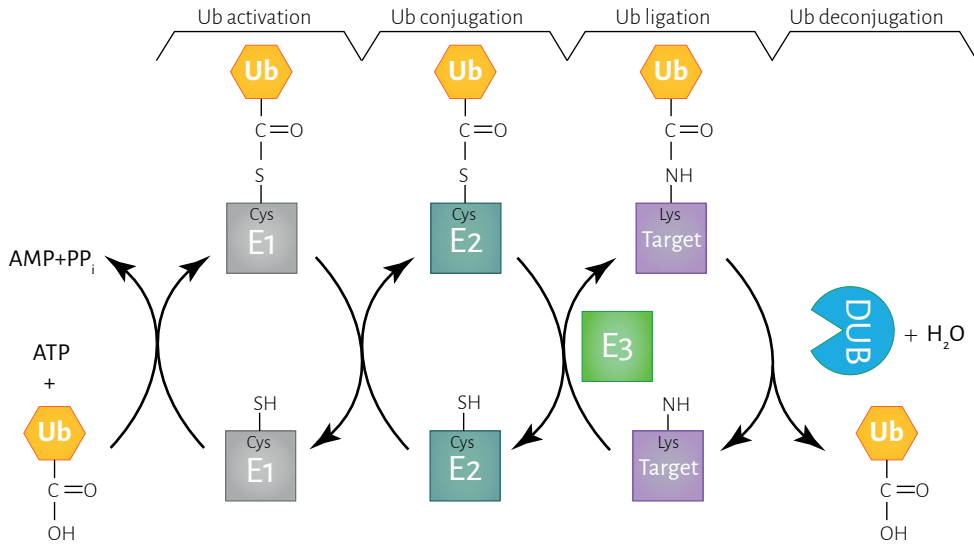 Ub activation
Ub conjugation
Ub ligation
Ub deconjugation
Ub
Ub
Ub
C=O
C=O
C=O
S
S
NH
Cys
Cys
Lys
E1
E2
Target
AMP+PPᵢ
ATP
+
E3
DUB
+ H₂O
SH
SH
NH
Ub
Cys
Cys
Lys
Ub
E1
E2
Target
C=O
C=O
OH
OH